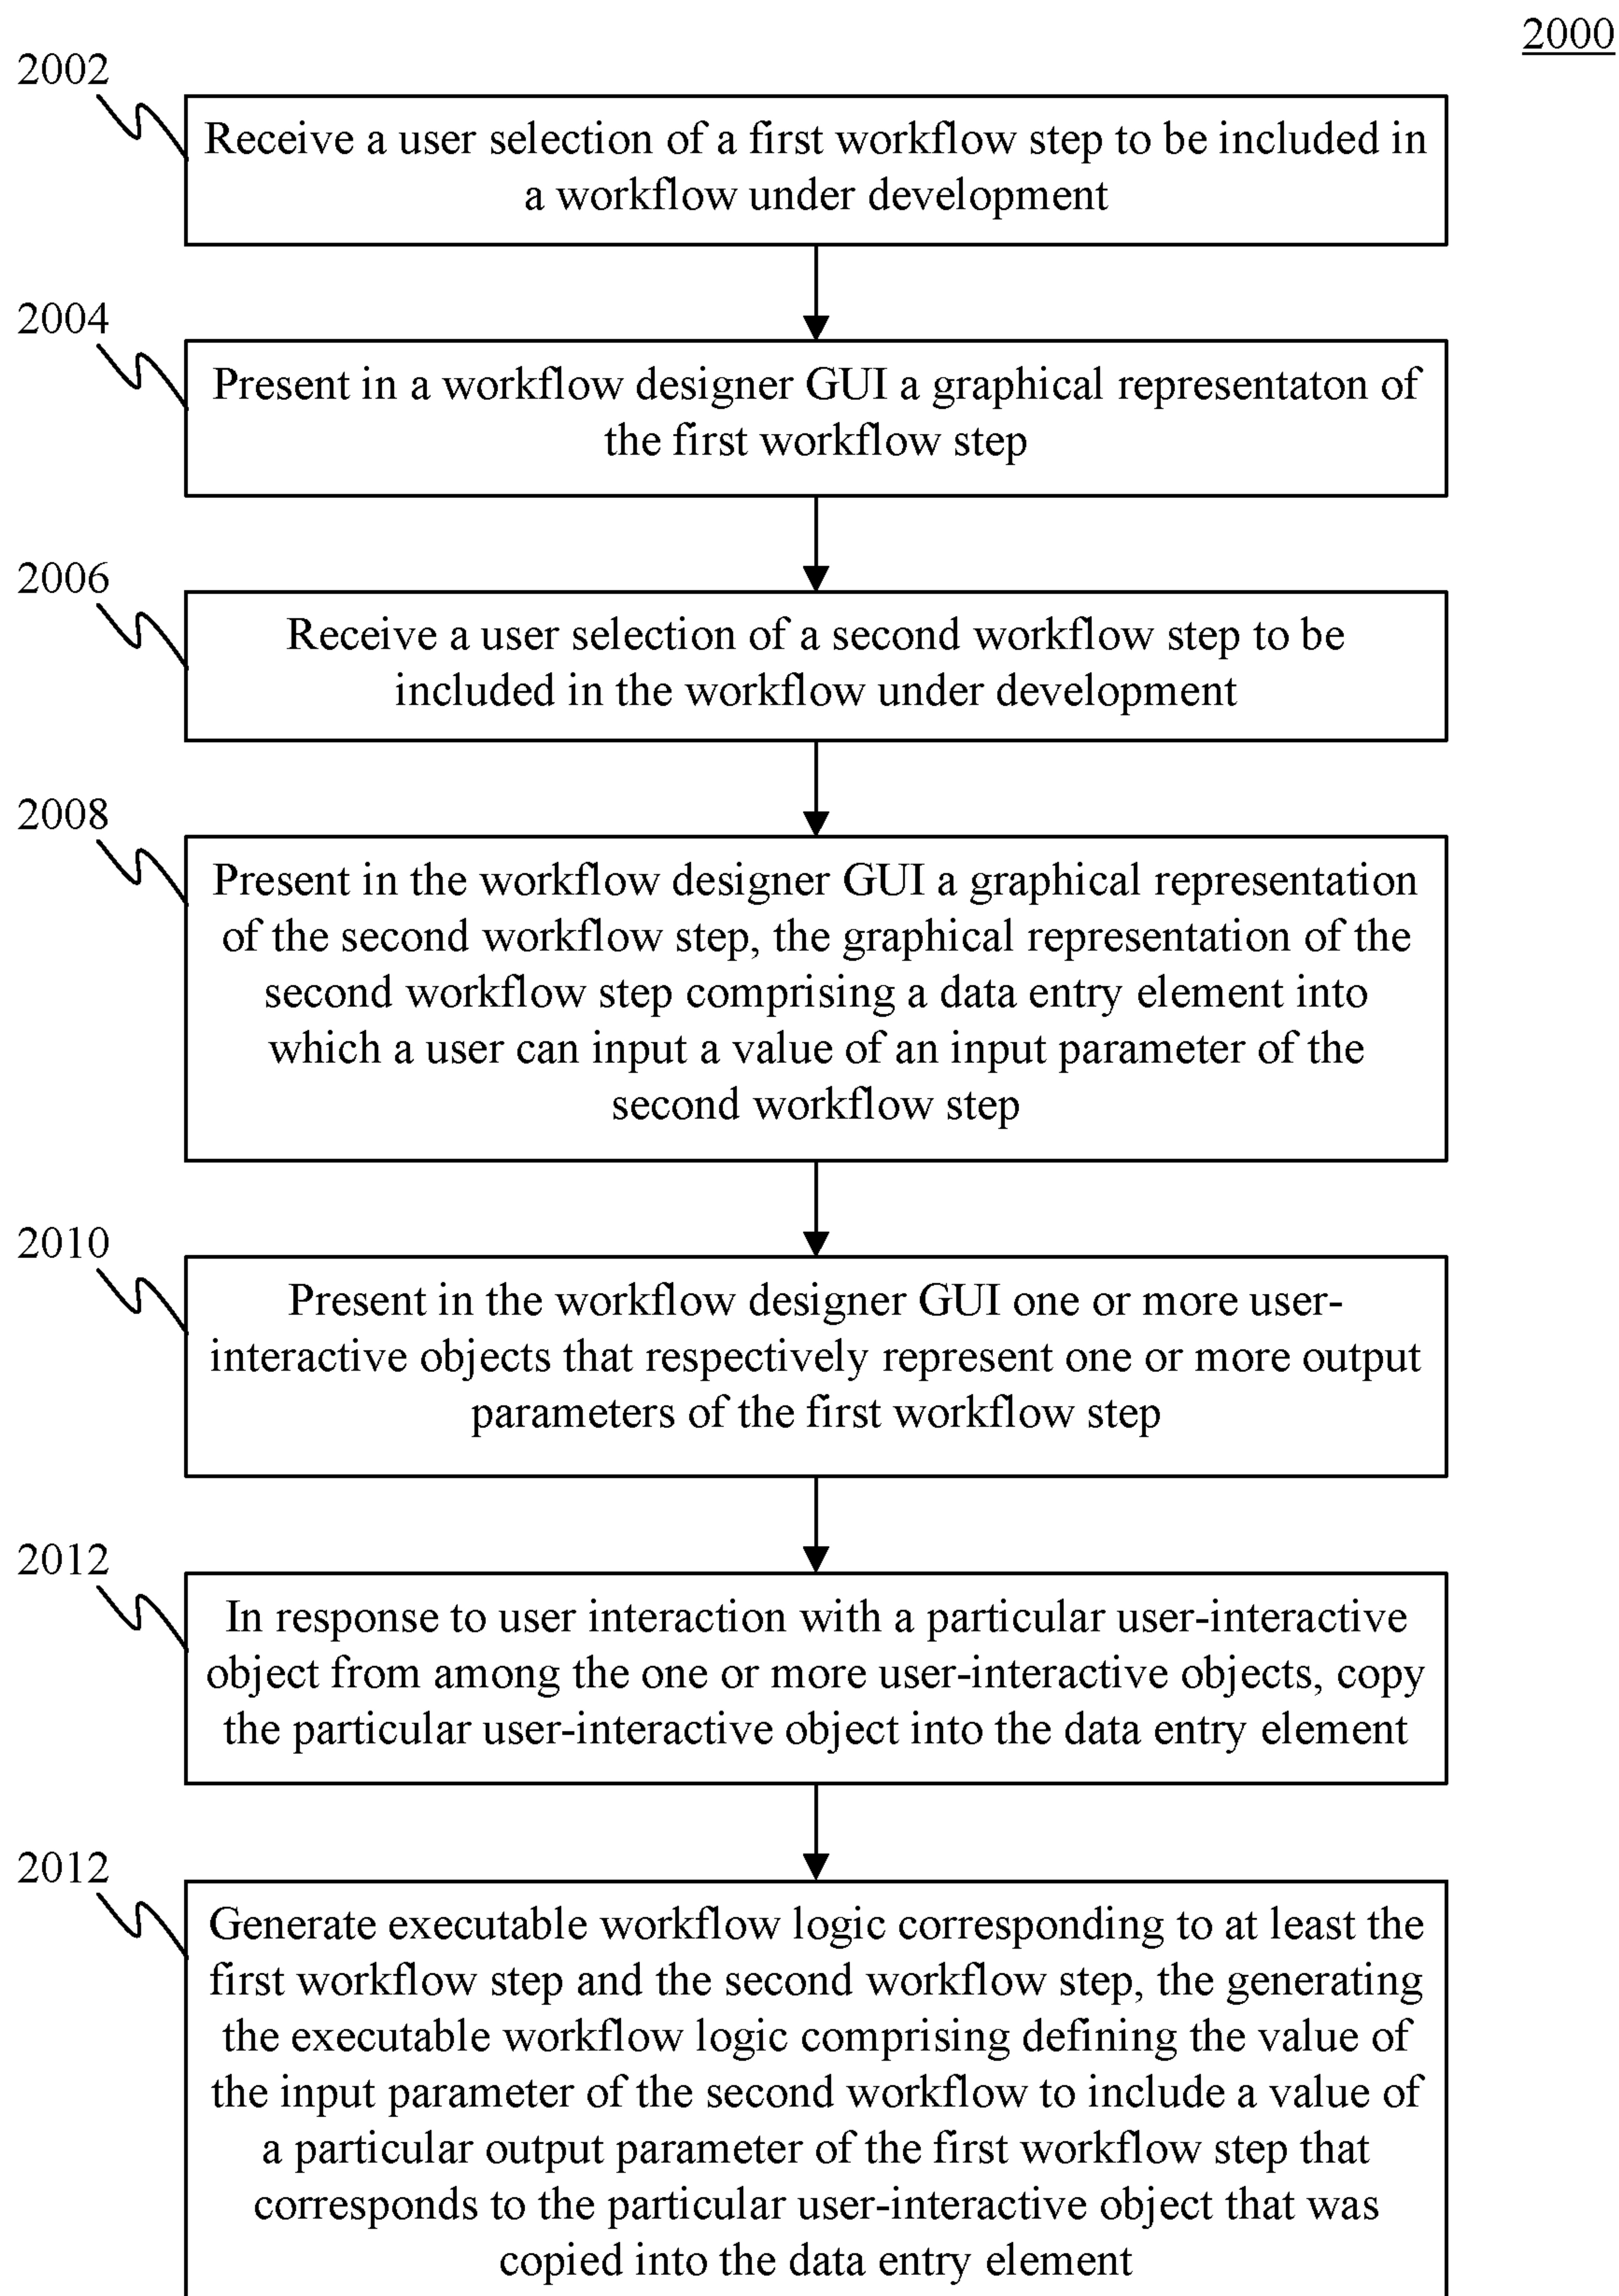 2000
2002
Receive a user selection of a first workflow step to be included in
a workflow under development
2004
Present in a workflow designer GUI a graphical representaton of
the first workflow step
2006
Receive a user selection of a second workflow step to be
included in the workflow under development
2008
Present in the workflow designer GUI a graphical representation
of the second workflow step, the graphical representation of the
second workflow step comprising a data entry element into
which a user can input a value of an input parameter of the
second workflow step
2010
Present in the workflow designer GUI one or more user-
interactive objects that respectively represent one or more output
parameters of the first workflow step
2012
In response to user interaction with a particular user-interactive
object from among the one or more user-interactive objects, copy
the particular user-interactive object into the data entry element
2012
Generate executable workflow logic corresponding to at least the
first workflow step and the second workflow step, the generating
the executable workflow logic comprising defining the value of
the input parameter of the second workflow to include a value of
a particular output parameter of the first workflow step that
corresponds to the particular user-interactive object that was
copied into the data entry element